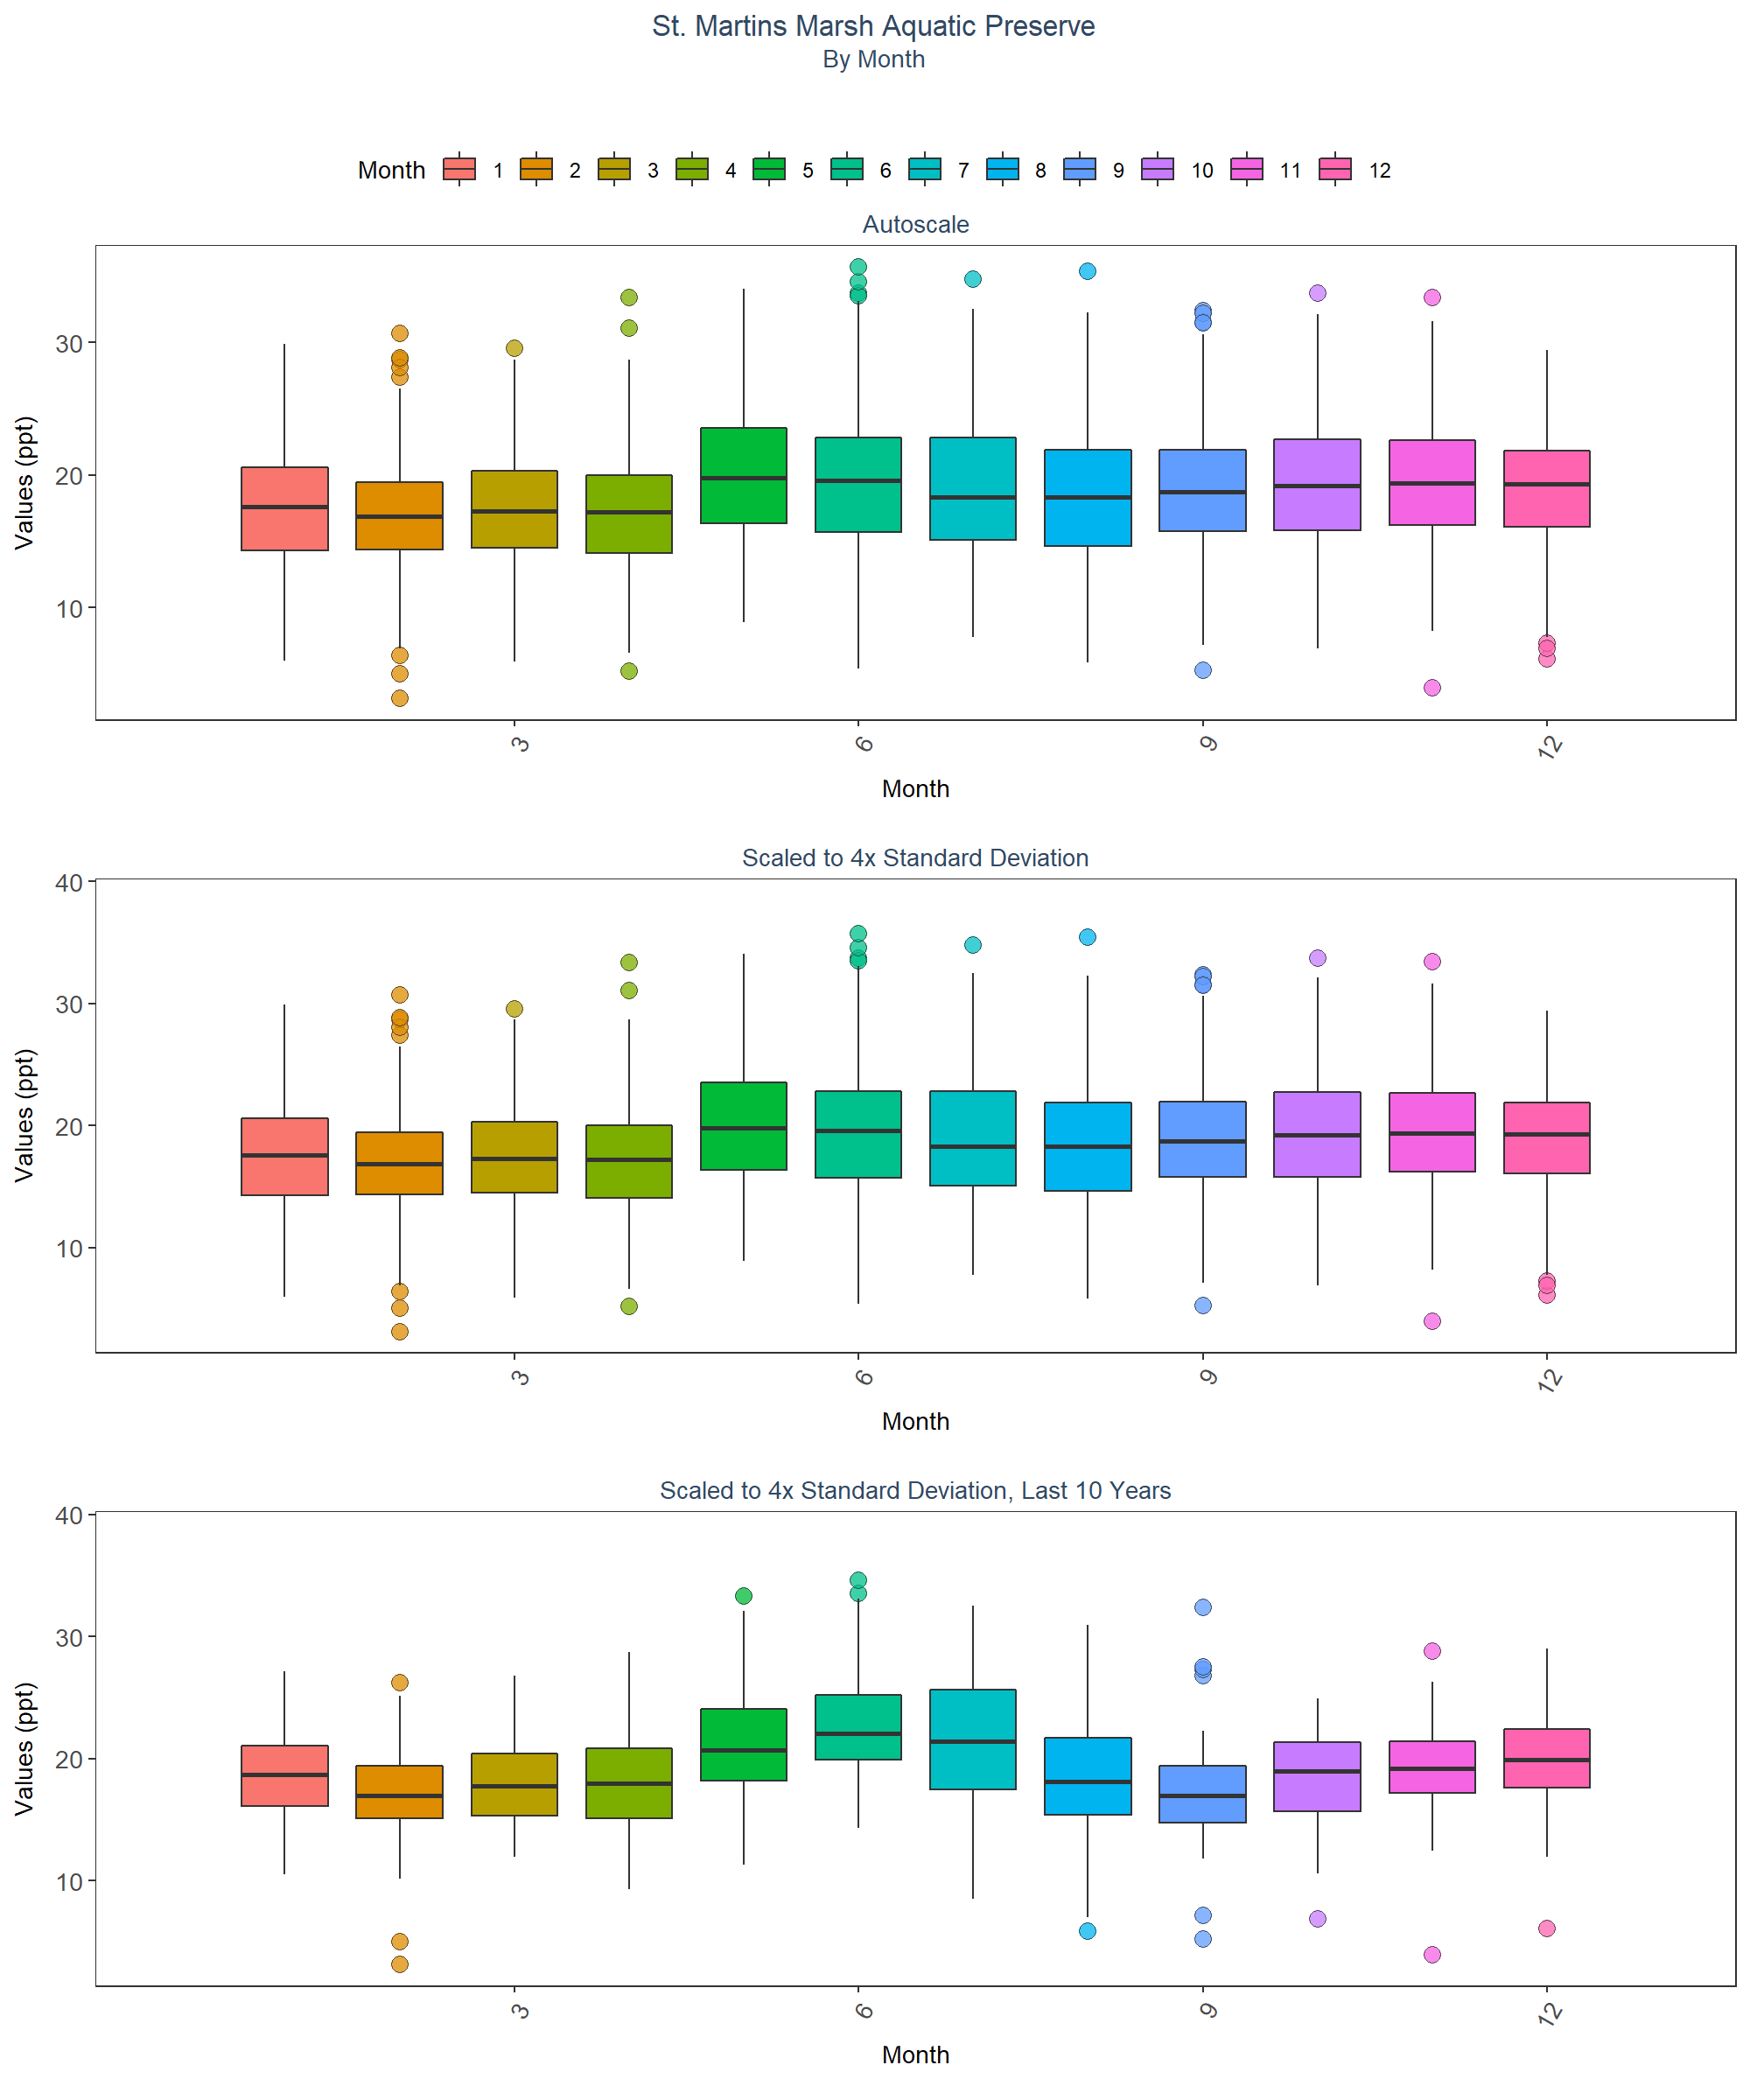 St. Martins Marsh Aquatic Preserve
By Month
Month 1 2 3 4 5 6 7 8 9 10 11 12
Autoscale
Values (ppt)
30
20
10
3 6 9 12
Month
Scaled to 4x Standard Deviation
Values (ppt)
40
30
20
10
3 6 9 12
Month
Scaled to 4x Standard Deviation, Last 10 Years
Values (ppt)
40
30
20
10
3 6 9 12
Month